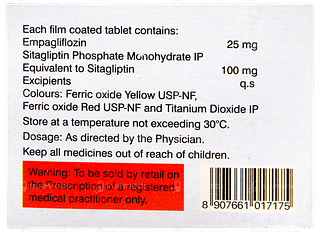 Each film coated tablet contains:
Empagliflozin 25 mg
Sitagliptin Phosphate Monohydrate IP
Equivalent to Sitagliptin 100 mg
Excipients q.s
Colours: Ferric oxide Yellow USP-NF,
Ferric oxide Red USP-NF and Titanium Dioxide IP
Store at a temperature not exceeding 30°C.
Dosage: As directed by the Physician.
Keep all medicines out of reach of children.
Warning: To be sold by retail on
the Prescription of a registered
medical practitioner only.
8 907661 017175